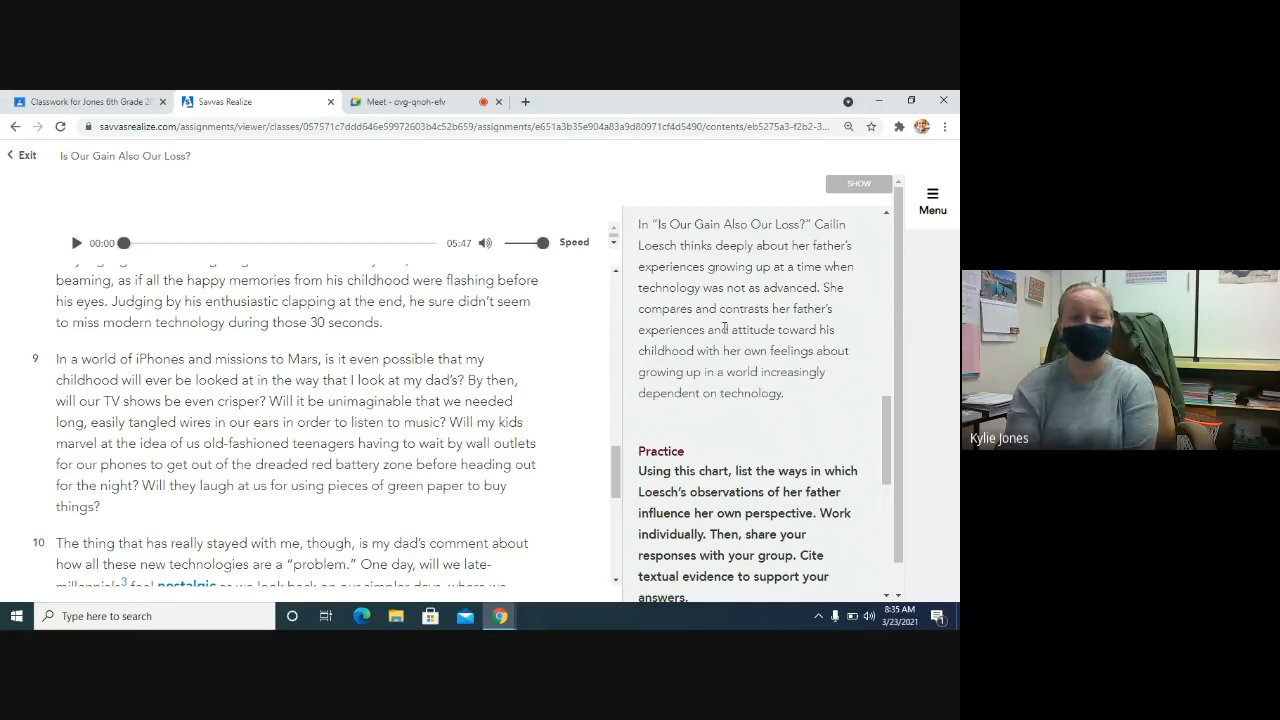 Classwork for Jones 6th Grade 20
Savvas Realize
Meet - ovg-qnoh-efv
savvasrealize.com/assignments/viewer/classes/057571c7ddd646e59972603b4c52b659/assignments/e651a3b35e904a83a9d80971cf4d5490/contents/eb5275a3-f2b2-3...
Exit
Is Our Gain Also Our Loss?
SHOW
Menu
00:00
05:47
Speed
beaming, as if all the happy memories from his childhood were flashing before
his eyes. Judging by his enthusiastic clapping at the end, he sure didn't seem
to miss modern technology during those 30 seconds.
9 In a world of iPhones and missions to Mars, is it even possible that my
childhood will ever be looked at in the way that I look at my dad's? By then,
will our TV shows be even crisper? Will it be unimaginable that we needed
long, easily tangled wires in our ears in order to listen to music? Will my kids
marvel at the idea of us old-fashioned teenagers having to wait by wall outlets
for our phones to get out of the dreaded red battery zone before heading out
for the night? Will they laugh at us for using pieces of green paper to buy
things?
10 The thing that has really stayed with me, though, is my dad's comment about
how all these new technologies are a "problem." One day, will we late-
millennials3 feel nostalgic as we look back on our simpler days, where we
In "Is Our Gain Also Our Loss?" Cailin
Loesch thinks deeply about her father's
experiences growing up at a time when
technology was not as advanced. She
compares and contrasts her father's
experiences and attitude toward his
childhood with her own feelings about
growing up in a world increasingly
dependent on technology.
Practice
Using this chart, list the ways in which
Loesch's observations of her father
influence her own perspective. Work
individually. Then, share your
responses with your group. Cite
textual evidence to support your
answers.
Kylie Jones
Type here to search
8:35 AM
3/23/2021
1